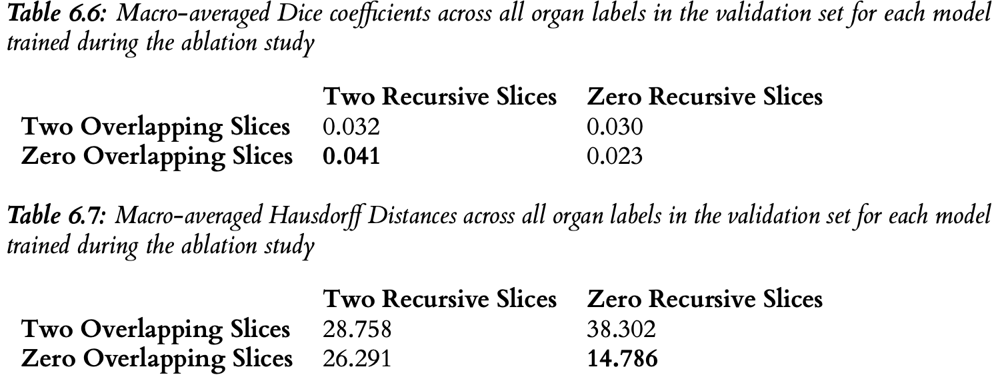 Table 6.6: Macro-averaged Dice coefficients across all organ labels in the validation set for each model
trained during the ablation study
Two Recursive Slices Zero Recursive Slices
Two Overlapping Slices 0.032 0.030
Zero Overlapping Slices 0.041 0.023
Table 6.7: Macro-averaged Hausdorff Distances across all organ labels in the validation set for each model
trained during the ablation study
Two Recursive Slices Zero Recursive Slices
Two Overlapping Slices 28.758 38.302
Zero Overlapping Slices 26.291 14.786